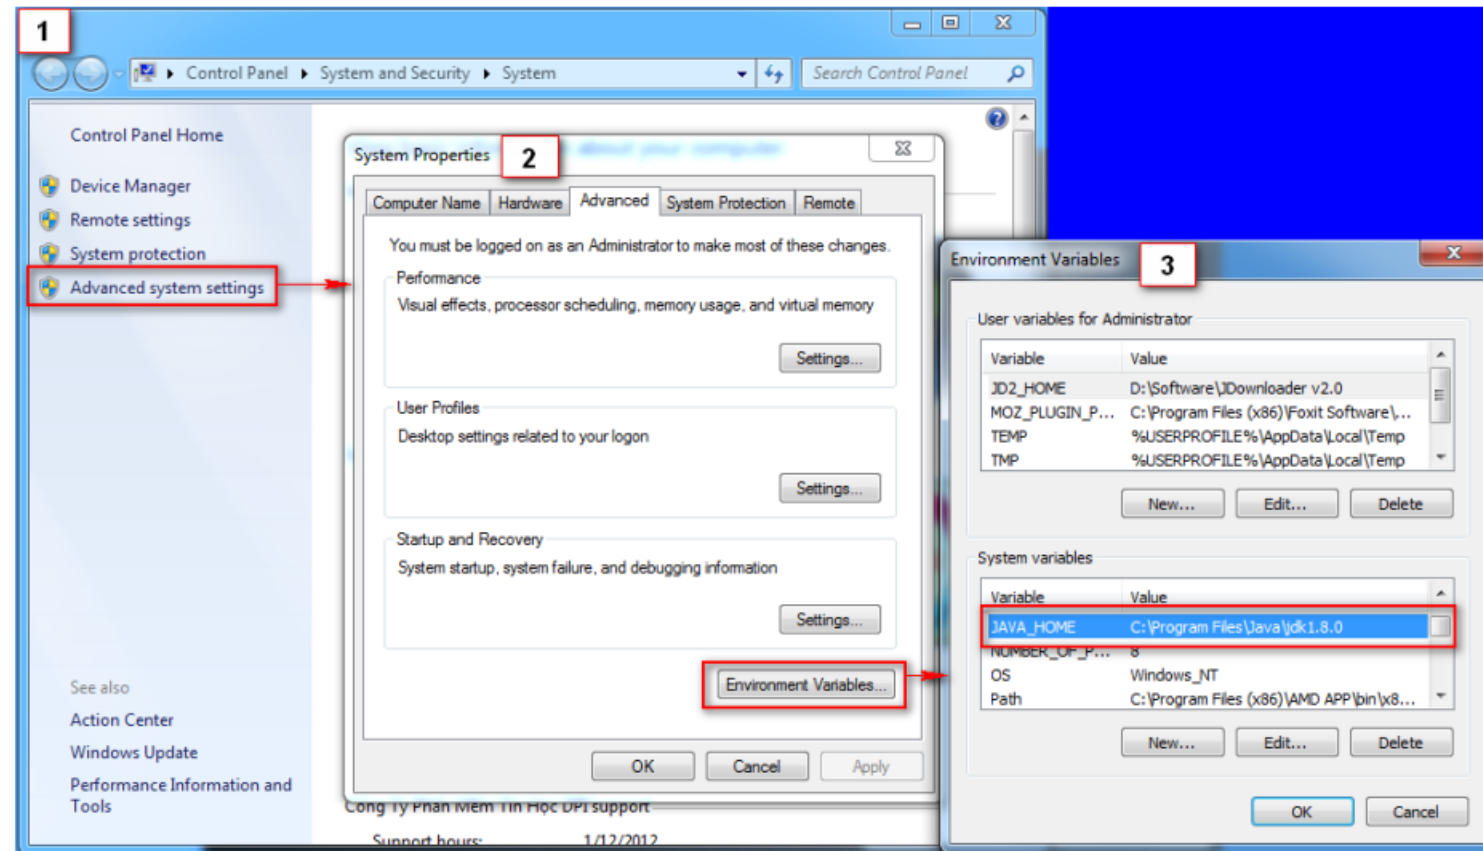 1
Control Panel ▸ System and Security ▸ System
Search Control Panel
Control Panel Home
Device Manager
Remote settings
System protection
Advanced system settings
See also
Action Center
Windows Update
Performance Information and
Tools
about your computer
Công Ty Phần Mềm Tin Học DPI support
Support hours: 1/12/2012
System Properties
2
Computer Name Hardware Advanced System Protection Remote
You must be logged on as an Administrator to make most of these changes.
Performance
Visual effects, processor scheduling, memory usage, and virtual memory
Settings...
User Profiles
Desktop settings related to your logon
Settings...
Startup and Recovery
System startup, system failure, and debugging information
Settings...
Environment Variables...
OK Cancel Apply
Environment Variables
3
User variables for Administrator
Variable Value
JD2_HOME D:\Software\JDownloader v2.0
MOZ_PLUGIN_P... C:\Program Files (x86)\Foxit Software\...
TEMP %USERPROFILE%\AppData\Local\Temp
TMP %USERPROFILE%\AppData\Local\Temp
New... Edit... Delete
System variables
Variable Value
JAVA_HOME C:\Program Files\Java\jdk1.8.0
NUMBER_OF_P... 8
OS Windows_NT
Path C:\Program Files (x86)\AMD APP\bin\x8...
New... Edit... Delete
OK Cancel